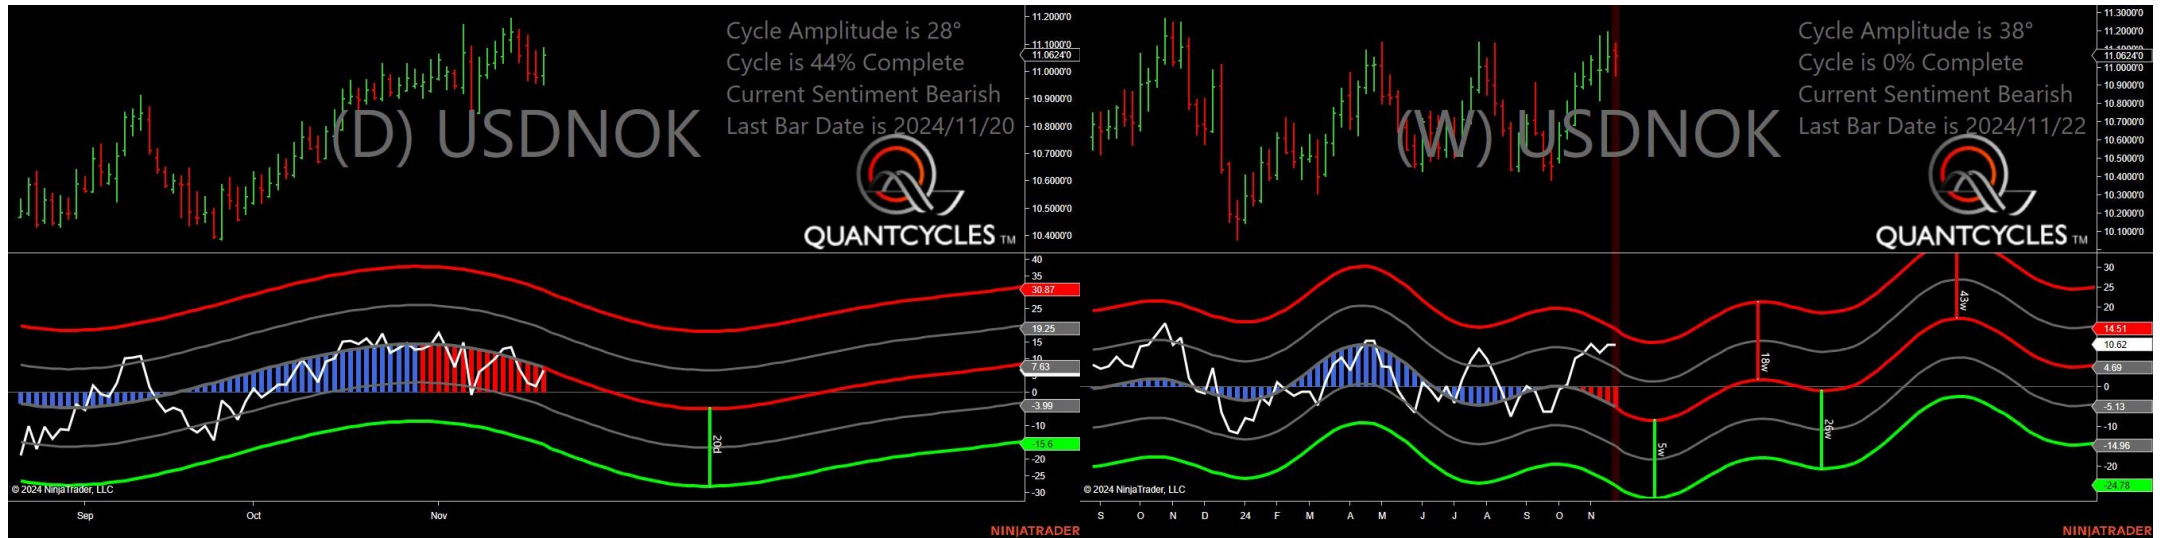 Cycle Amplitude is 28°
Cycle is 44% Complete
Current Sentiment Bearish
Last Bar Date is 2024/11/20
(D) USDNOK
QUANTCYCLES TM
11.2000'0
11.1000'0
11.0624'0
11.0000'0
10.9000'0
10.8000'0
10.7000'0
10.6000'0
10.5000'0
10.4000'0
40
35
30.87
25
19.25
15
10
7.63
5
0
-3.99
-10
-15.6
-20
-25
-30
20d
© 2024 NinjaTrader, LLC
Sep Oct Nov
NINJATRADER
Cycle Amplitude is 38°
Cycle is 0% Complete
Current Sentiment Bearish
Last Bar Date is 2024/11/22
(W) USDNOK
QUANTCYCLES TM
11.3000'0
11.2000'0
11.0624'0
11.0000'0
10.9000'0
10.8000'0
10.7000'0
10.6000'0
10.5000'0
10.4000'0
10.3000'0
10.2000'0
10.1000'0
30
25
20
14.51
10.62
4.69
0
-5.13
-10
-14.96
-20
-24.78
5w
18w
26w
43w
© 2024 NinjaTrader, LLC
S O N D 24 F M A M J J A S O N
NINJATRADER